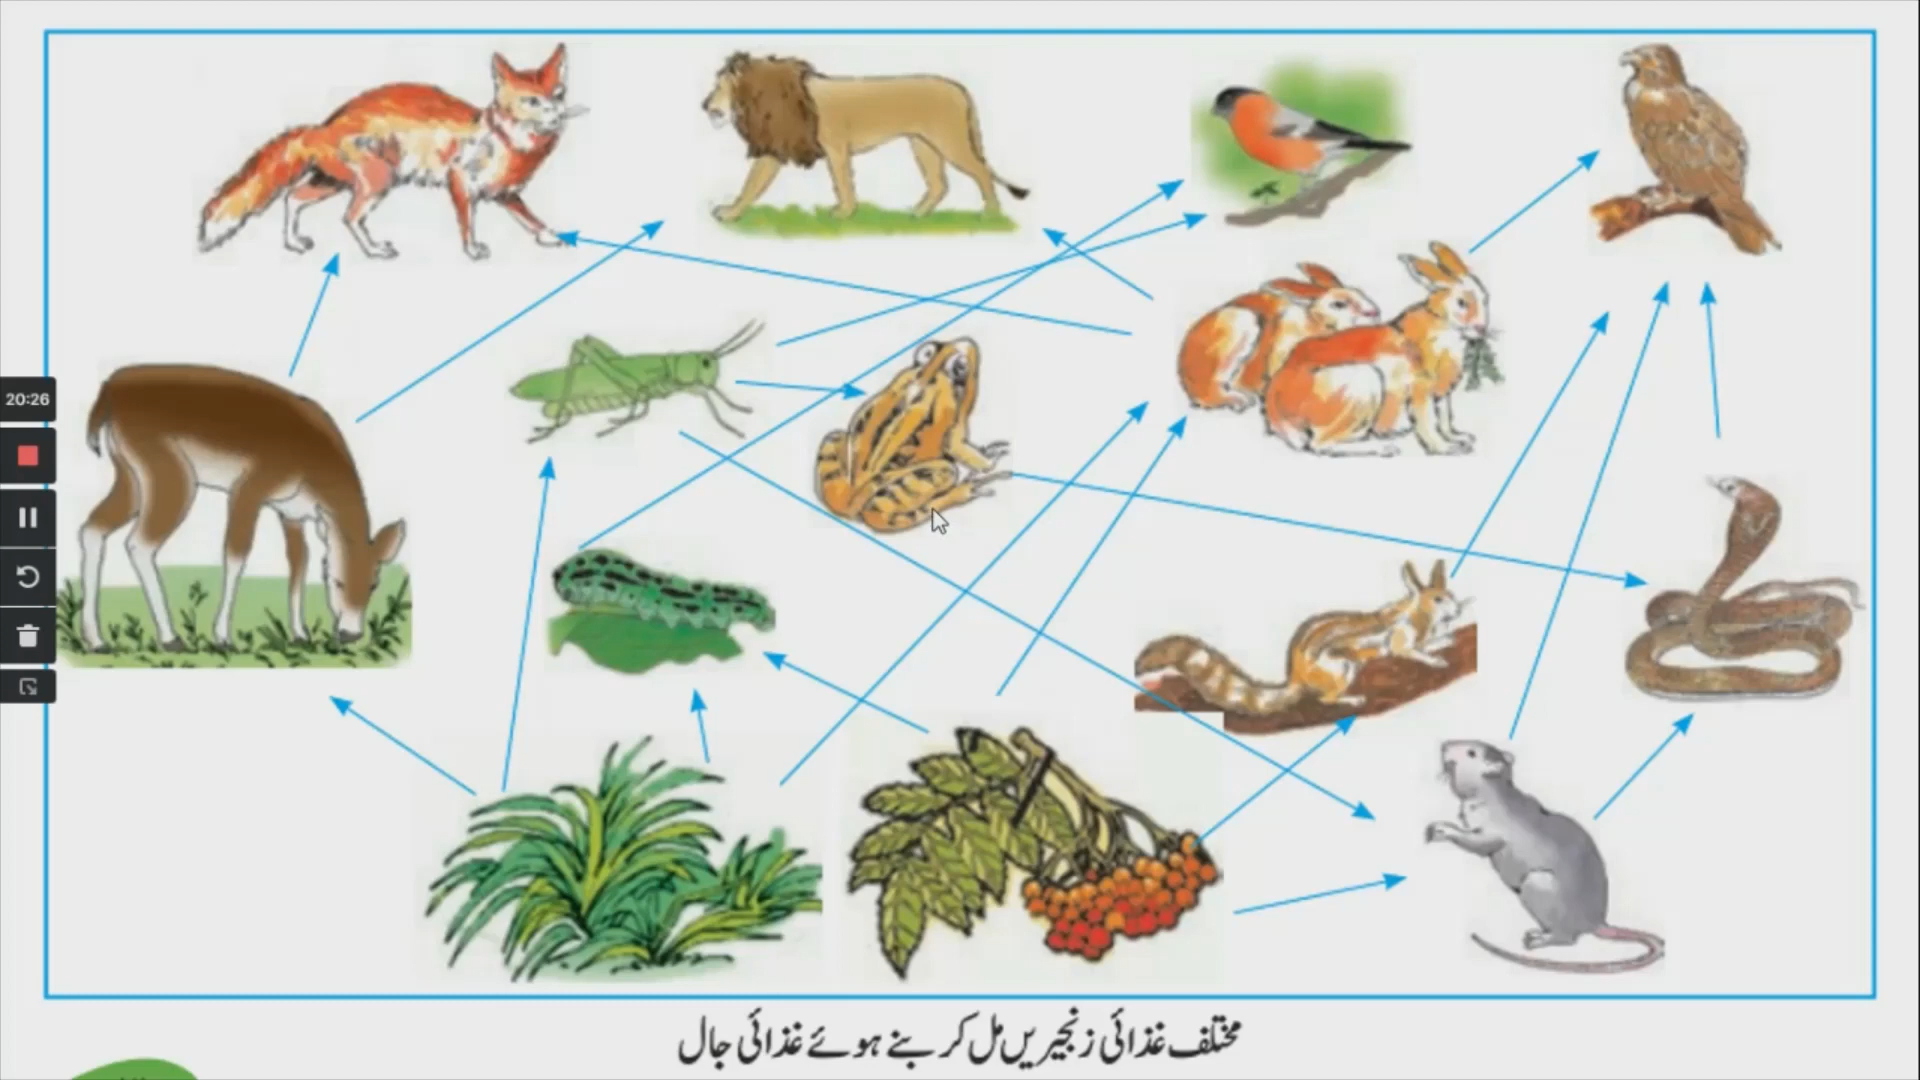 20:26
مختلف غذائی زنجیریں مل کر بنے ہوئے غذائی جال